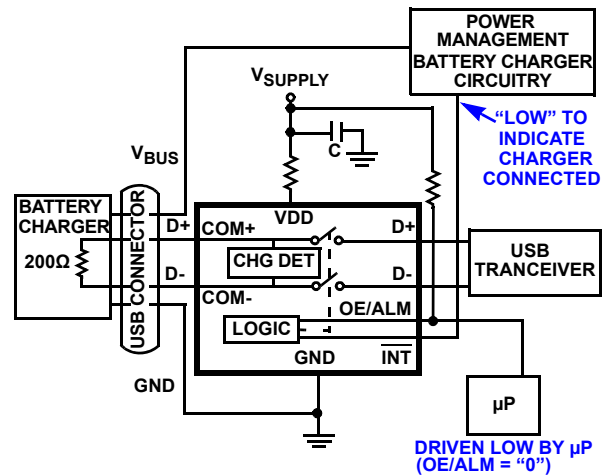 POWER
MANAGEMENT
BATTERY CHARGER
CIRCUITRY
VSUPPLY
"LOW" TO
INDICATE
CHARGER
CONNECTED
C
VBUS
BATTERY
CHARGER
200Ω
USB CONNECTOR
D+
D-
VDD
COM+
CHG DET
COM-
D+
D-
USB
TRANCEIVER
OE/ALM
LOGIC
GND
INT
GND
µP
DRIVEN LOW BY µP
(OE/ALM = "0")